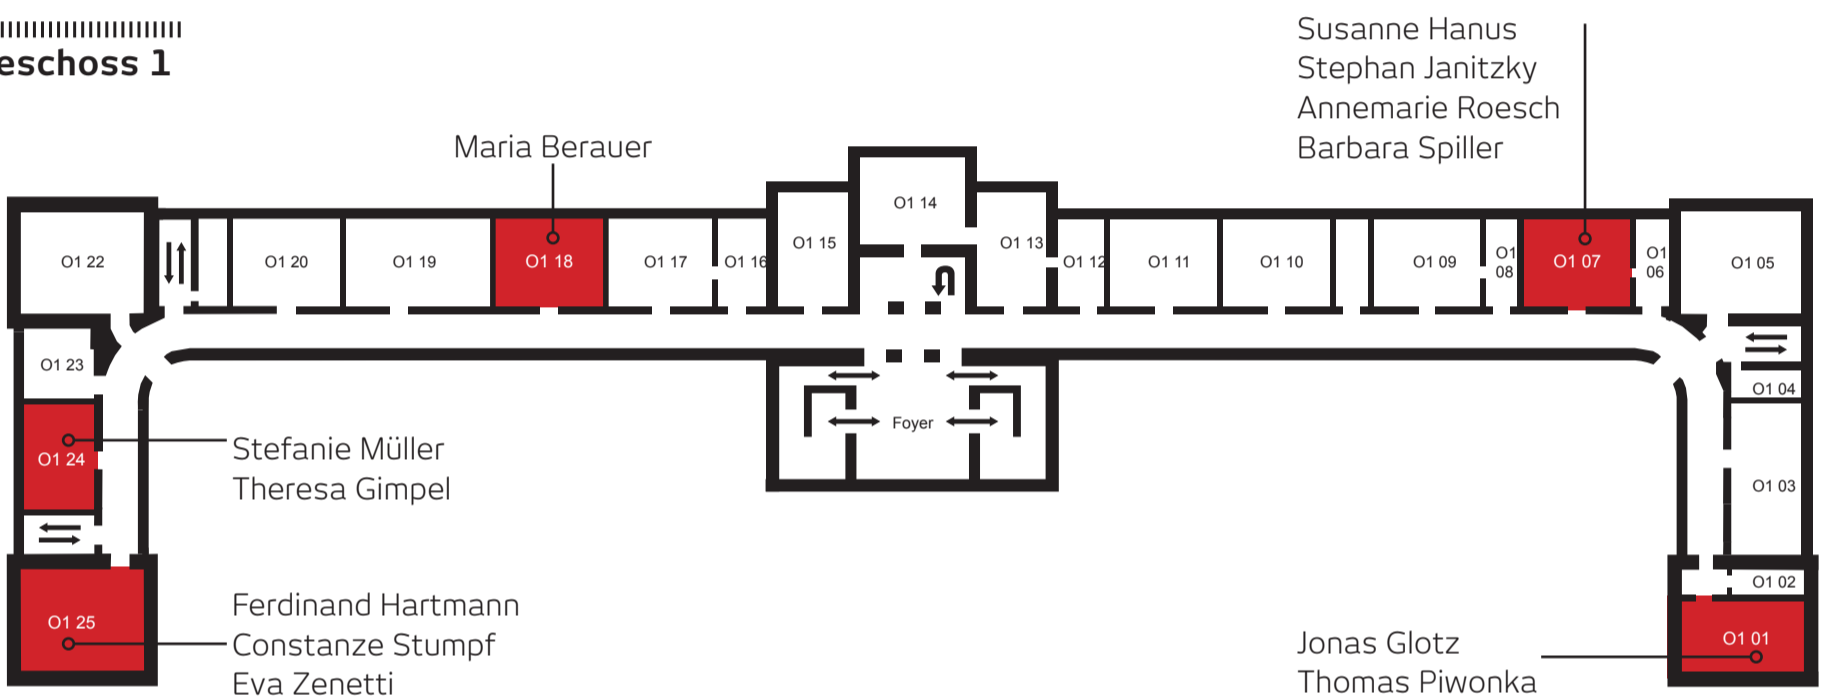 eschoss 1
Susanne Hanus
Stephan Janitzky
Annemarie Roesch
Barbara Spiller
Maria Berauer
O1 22
O1 20
O1 19
O1 18
O1 17
O1 16
O1 15
O1 14
O1 13
O1 12
O1 11
O1 10
O1 09
O1
08
O1 07
O1
06
O1 05
O1 23
O1 04
O1 24
Stefanie Müller
Theresa Gimpel
Foyer
O1 03
O1 02
O1 25
Ferdinand Hartmann
Constanze Stumpf
Eva Zenetti
O1 01
Jonas Glotz
Thomas Piwonka